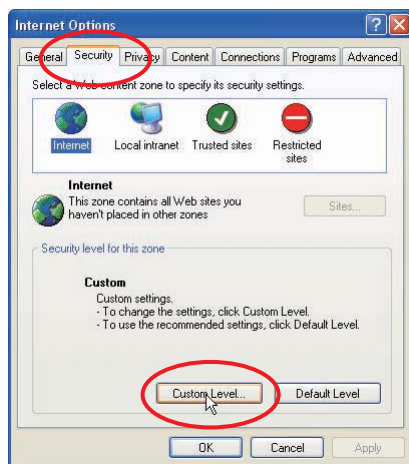 Internet Options
General Security Privacy Content Connections Programs Advanced
Select a Web content zone to specify its security settings.
Internet Local intranet Trusted sites Restricted sites
Internet
This zone contains all Web sites you
haven't placed in other zones
Sites...
Security level for this zone
Custom
Custom settings.
- To change the settings, click Custom Level.
- To use the recommended settings, click Default Level.
Custom Level... Default Level
OK Cancel Apply